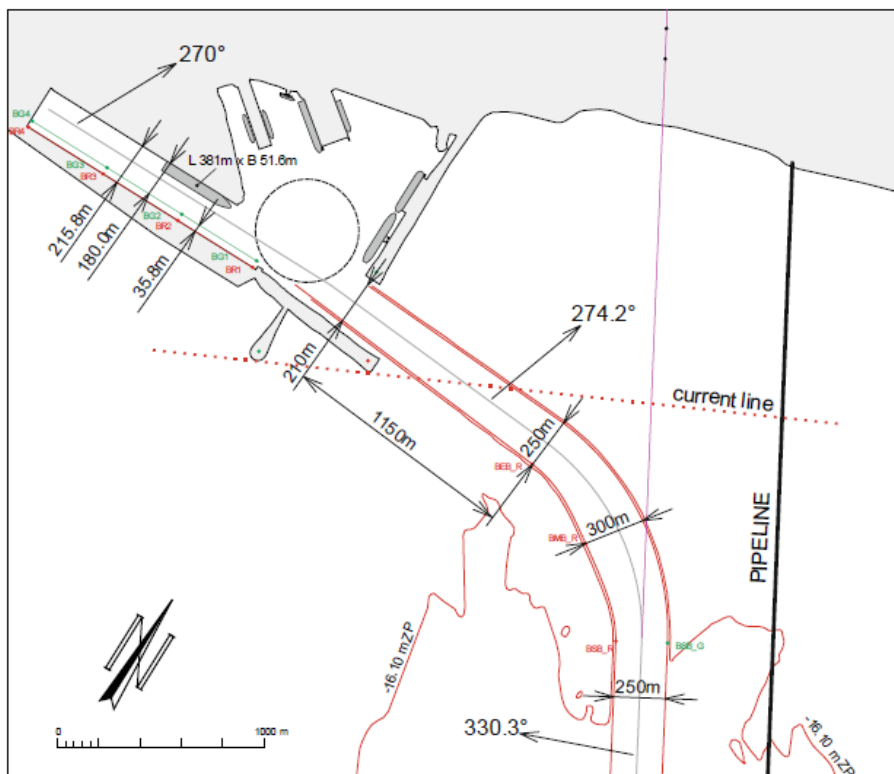 270°
BG4
BR4
L 381m x B 51.6m
BG3
BR3
BG2
BR2
BG1
BR1
215.8m
180.0m
35.8m
274.2°
210m
current line
1150m
250m
BEB_R
PIPELINE
300m
BMB_R
BSB_R
BSB_G
-16.10 mZP
250m
-16.10 mZP
330.3°
0
1000 m